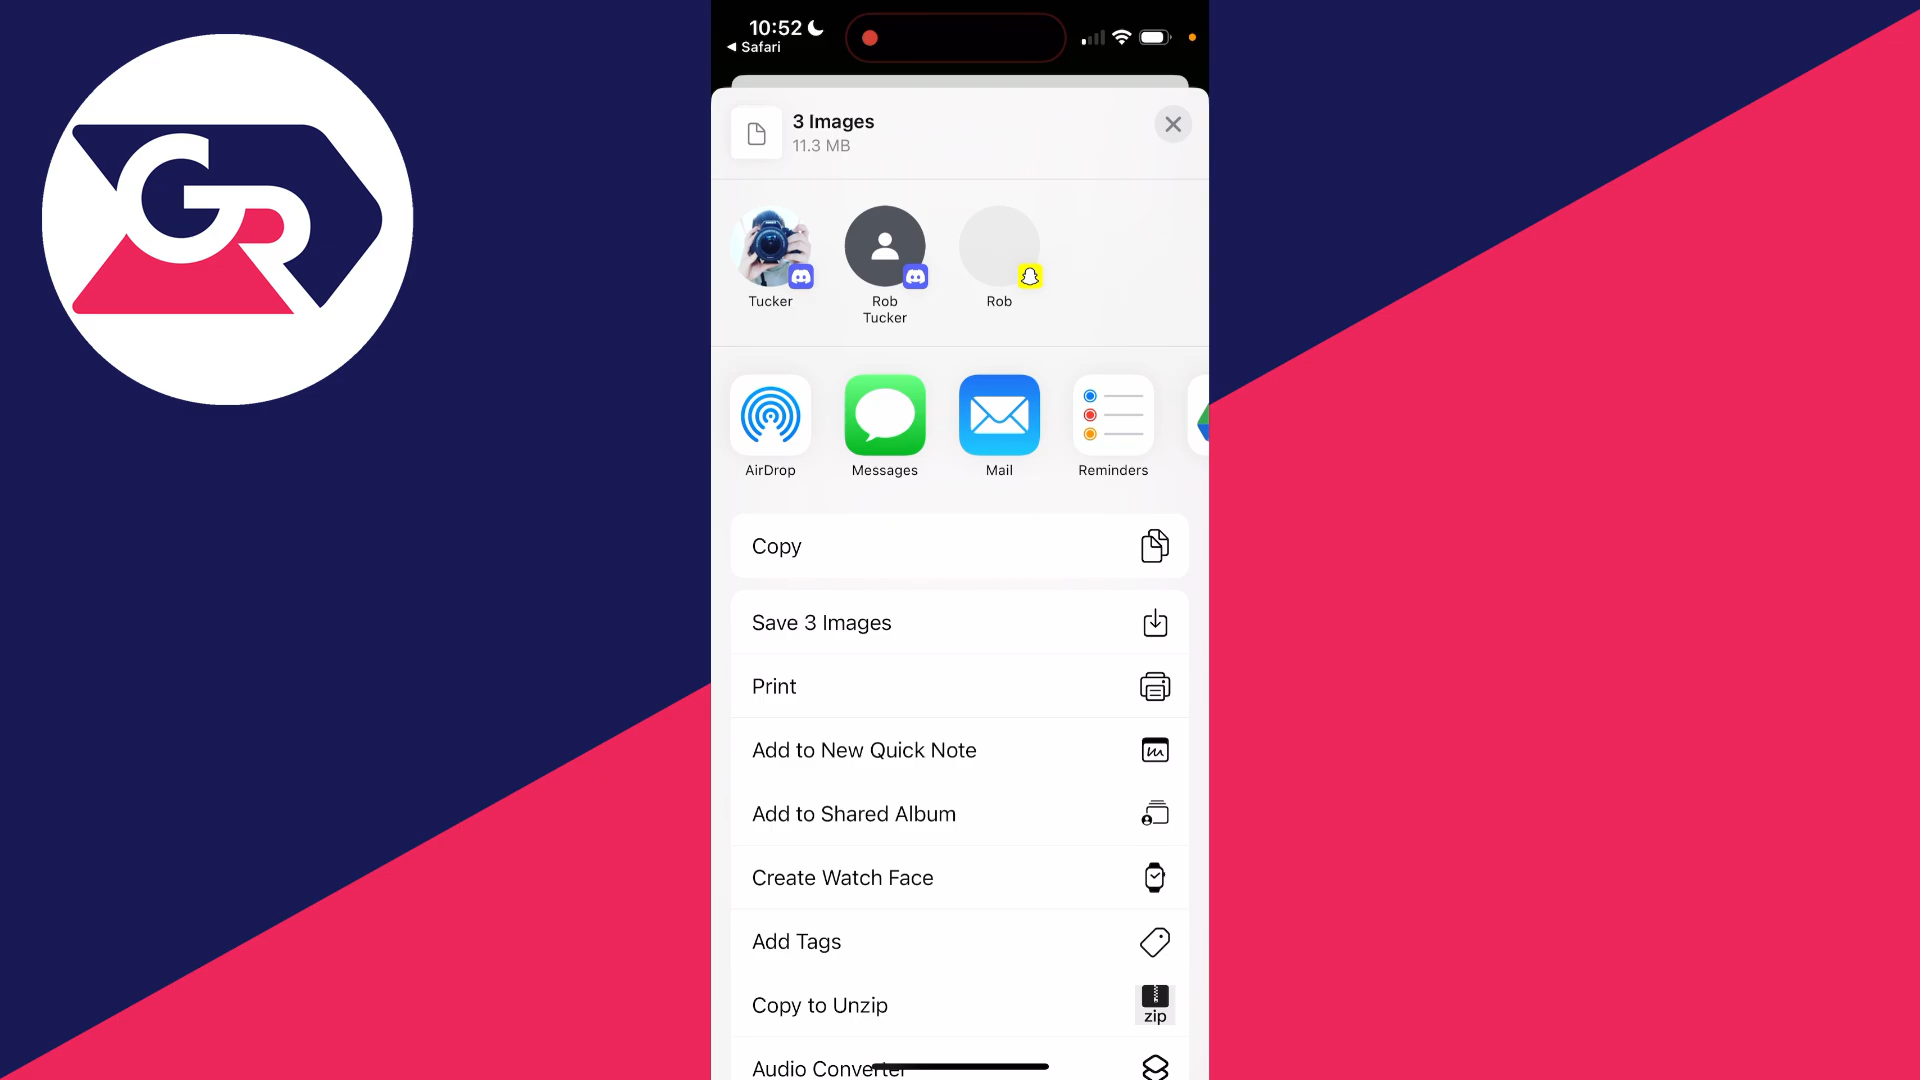 GR
10:52
◀ Safari
3 Images
11.3 MB
Tucker
Rob
Tucker
Rob
AirDrop
Messages
Mail
Reminders
Copy
Save 3 Images
Print
Add to New Quick Note
Add to Shared Album
Create Watch Face
Add Tags
Copy to Unzip
zip
Audio Converter